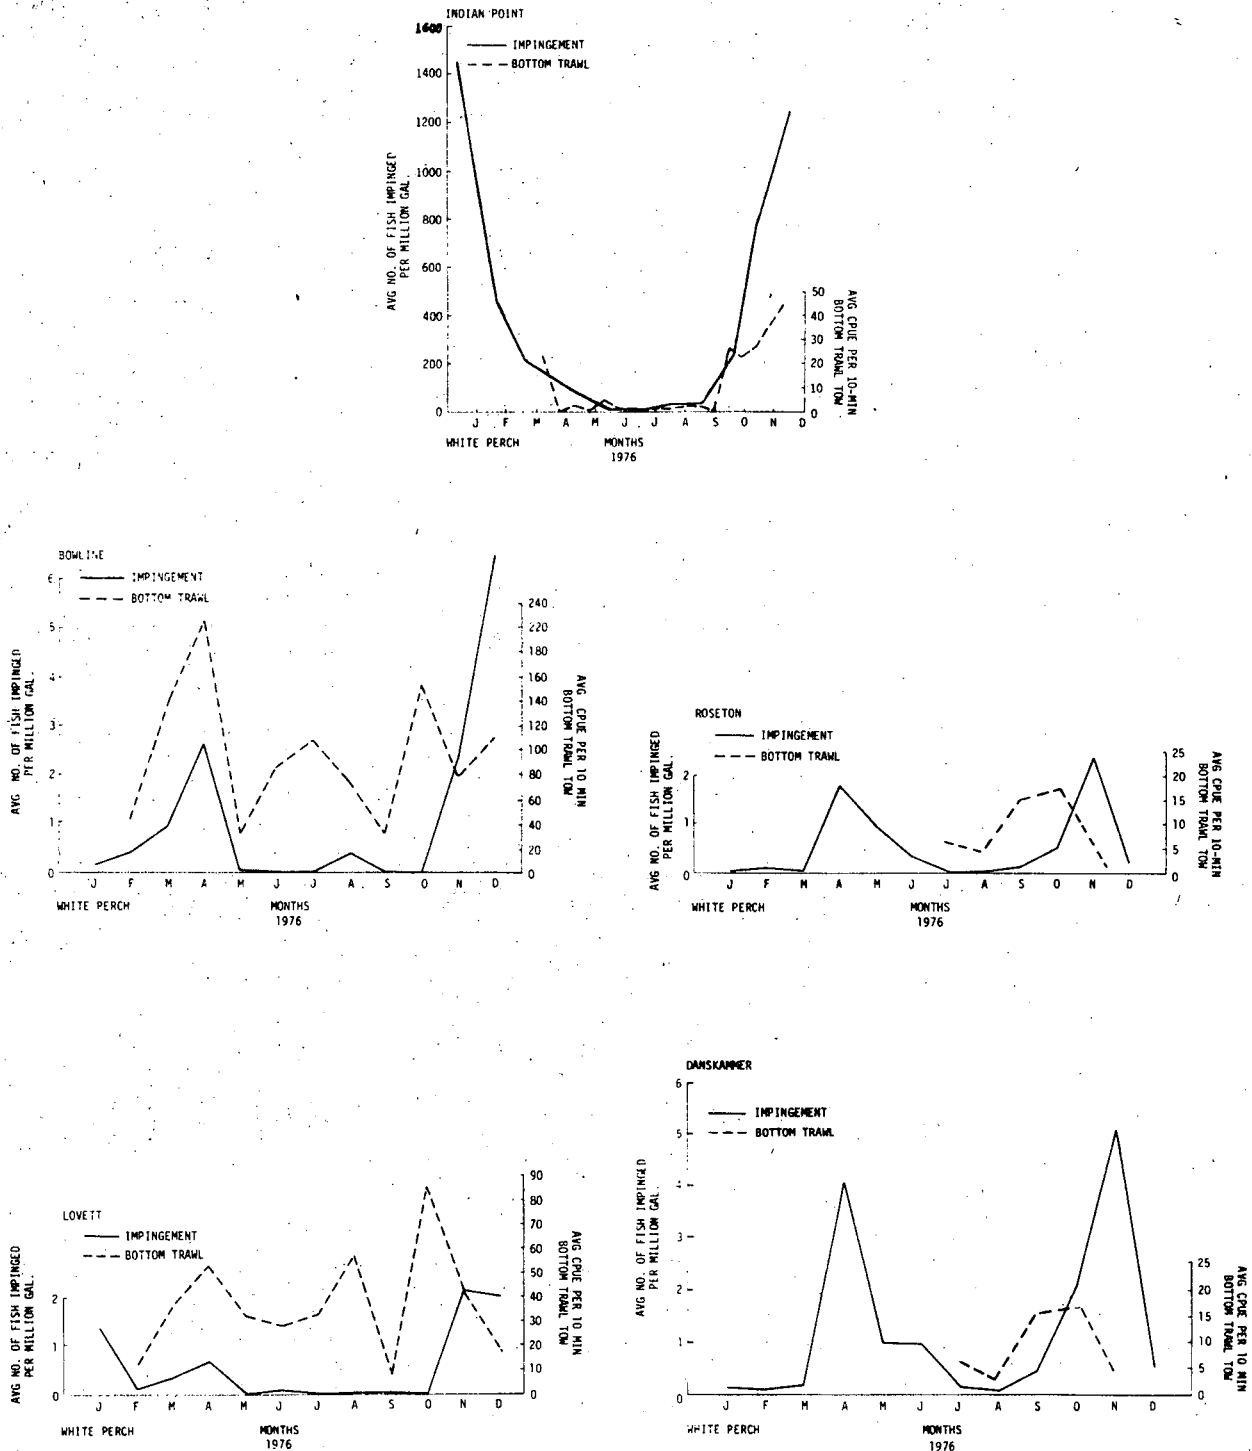 INDIAN POINT
IMPINGEMENT
BOTTOM TRAWL
1600
1400
1200
1000
800
600
400
200
0
AVG NO. OF FISH IMPINGED
PER MILLION GAL.
50
40
30
20
10
0
AVG CPUE PER 10-MIN
BOTTOM TRAWL TOW
J F M A M J J A S O N D
WHITE PERCH MONTHS
1976
BOWLINE
IMPINGEMENT
BOTTOM TRAWL
6
5
4
3
2
1
0
AVG NO. OF FISH IMPINGED
PER MILLION GAL.
240
220
200
180
160
140
120
100
80
60
40
20
0
AVG CPUE PER 10 MIN
BOTTOM TRAWL TOW
J F M A M J J A S O N D
WHITE PERCH MONTHS
1976
ROSETON
IMPINGEMENT
BOTTOM TRAWL
2
1
0
AVG NO. OF FISH IMPINGED
PER MILLION GAL.
25
20
15
10
5
0
AVG CPUE PER 10-MIN
BOTTOM TRAWL TOW
J F M A M J J A S O N D
WHITE PERCH MONTHS
1976
LOVETT
IMPINGEMENT
BOTTOM TRAWL
2
1
0
AVG NO. OF FISH IMPINGED
PER MILLION GAL.
90
80
70
60
50
40
30
20
10
0
AVG CPUE PER 10 MIN
BOTTOM TRAWL TOW
J F M A M J J A S O N D
WHITE PERCH MONTHS
1976
DANSKAMMER
IMPINGEMENT
BOTTOM TRAWL
6
5
4
3
2
1
0
AVG NO. OF FISH IMPINGED
PER MILLION GAL.
25
20
15
10
5
0
AVG CPUE PER 10 MIN
BOTTOM TRAWL TOW
J F M A M J J A S O N D
WHITE PERCH MONTHS
1976